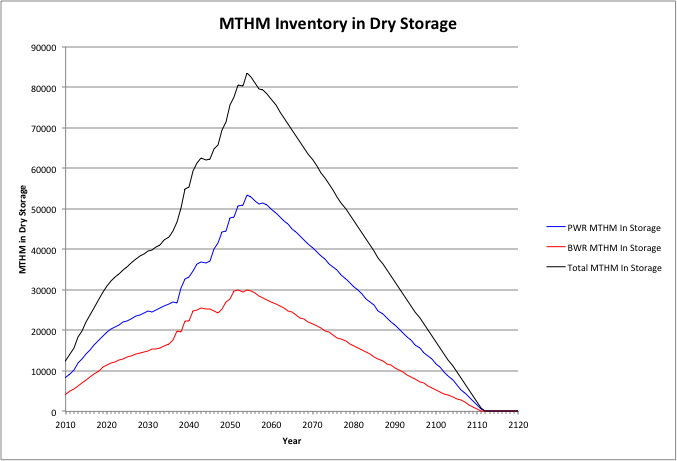 MTHM Inventory in Dry Storage
90000
80000
70000
60000
50000
40000
30000
20000
10000
0
MTHM in Dry Storage
2010 2020 2030 2040 2050 2060 2070 2080 2090 2100 2110 2120
Year
PWR MTHM In Storage
BWR MTHM In Storage
Total MTHM In Storage